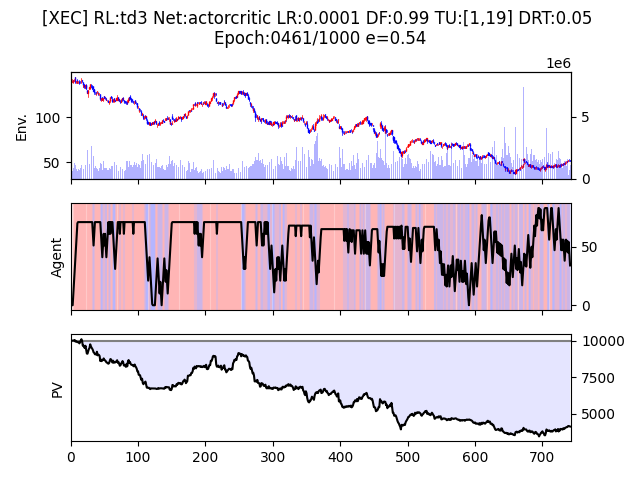 [XEC] RL:td3 Net:actorcritic LR:0.0001 DF:0.99 TU:[1,19] DRT:0.05
Epoch:0461/1000 e=0.54
1e6
Env.
100
50
5
0
Agent
50
0
PV
10000
7500
5000
0 100 200 300 400 500 600 700